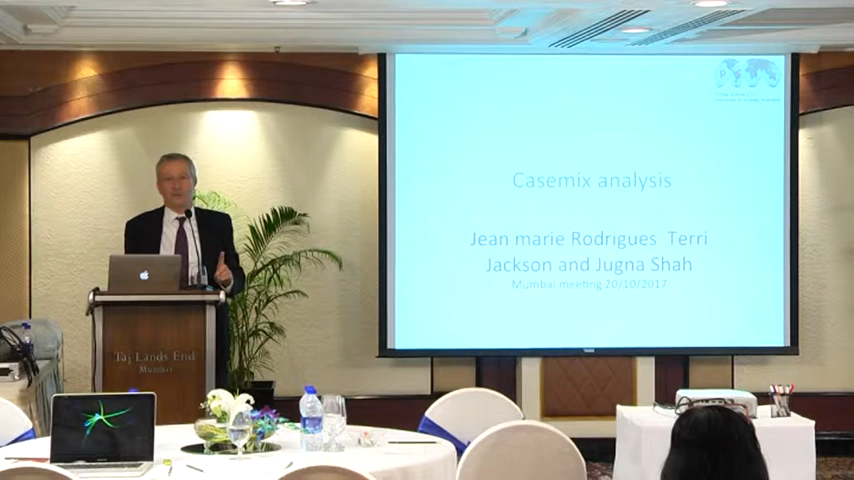 Casemix analysis
Jean marie Rodrigues Terri
Jackson and Jugna Shah
Mumbai meeting 20/10/2017
Taj Lands End
Mumbai